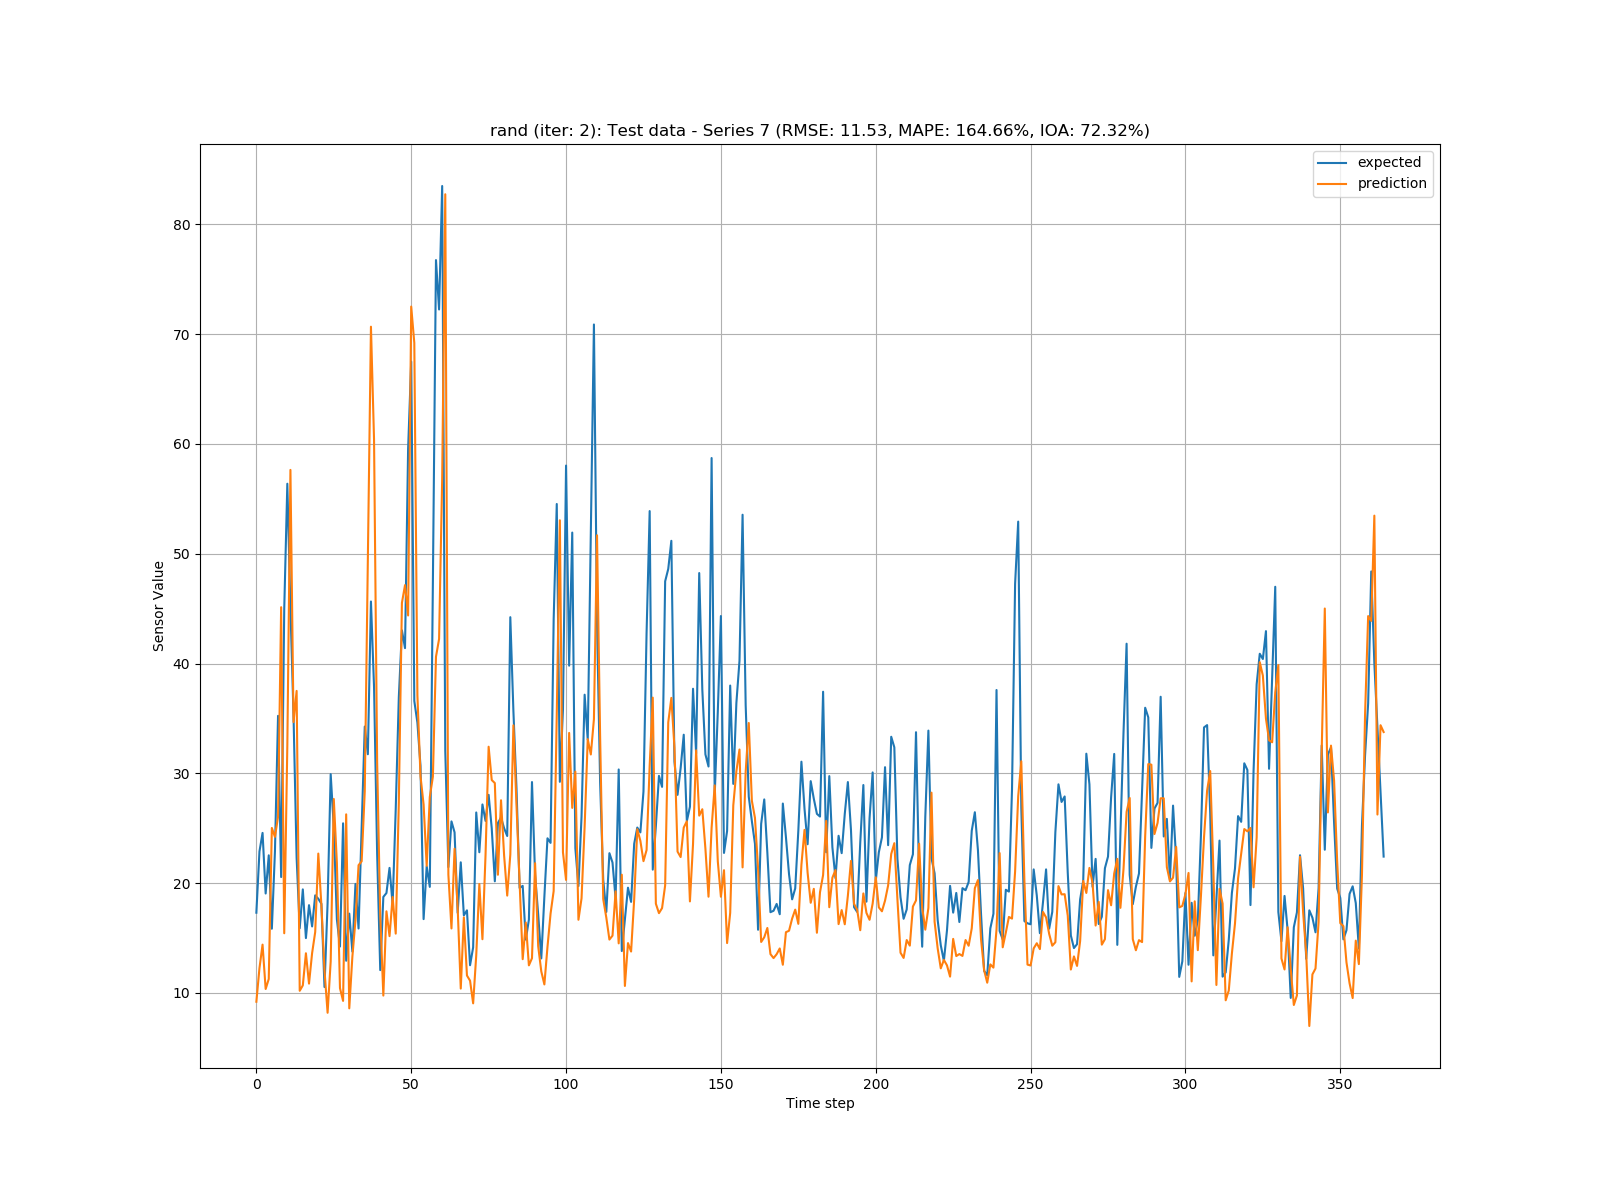 rand (iter: 2): Test data - Series 7 (RMSE: 11.53, MAPE: 164.66%, IOA: 72.32%)
expected
prediction
80
70
60
50
40
30
20
10
Sensor Value
0 50 100 150 200 250 300 350
Time step